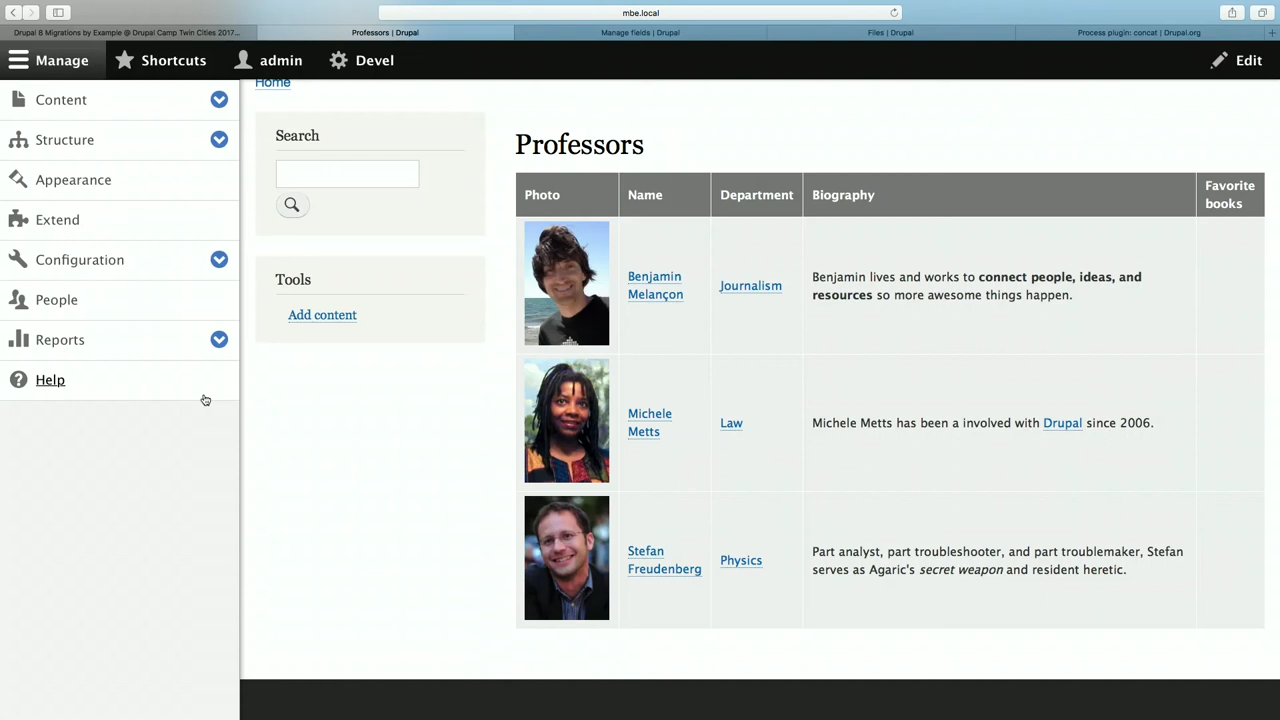 mbe.local
Drupal 8 Migrations by Example @ Drupal Camp Twin Cities 2017...
Professors | Drupal
Manage fields | Drupal
Files | Drupal
Process plugin: concat | Drupal.org
Manage
Shortcuts
admin
Devel
Edit
Content
Structure
Appearance
Extend
Configuration
People
Reports
Help
Home
Search
Tools
Add content
Professors
Photo
Name
Department
Biography
Favorite
books
Benjamin
Melançon
Journalism
Benjamin lives and works to connect people, ideas, and
resources so more awesome things happen.
Michele
Metts
Law
Michele Metts has been a involved with Drupal since 2006.
Stefan
Freudenberg
Physics
Part analyst, part troubleshooter, and part troublemaker, Stefan
serves as Agaric's secret weapon and resident heretic.